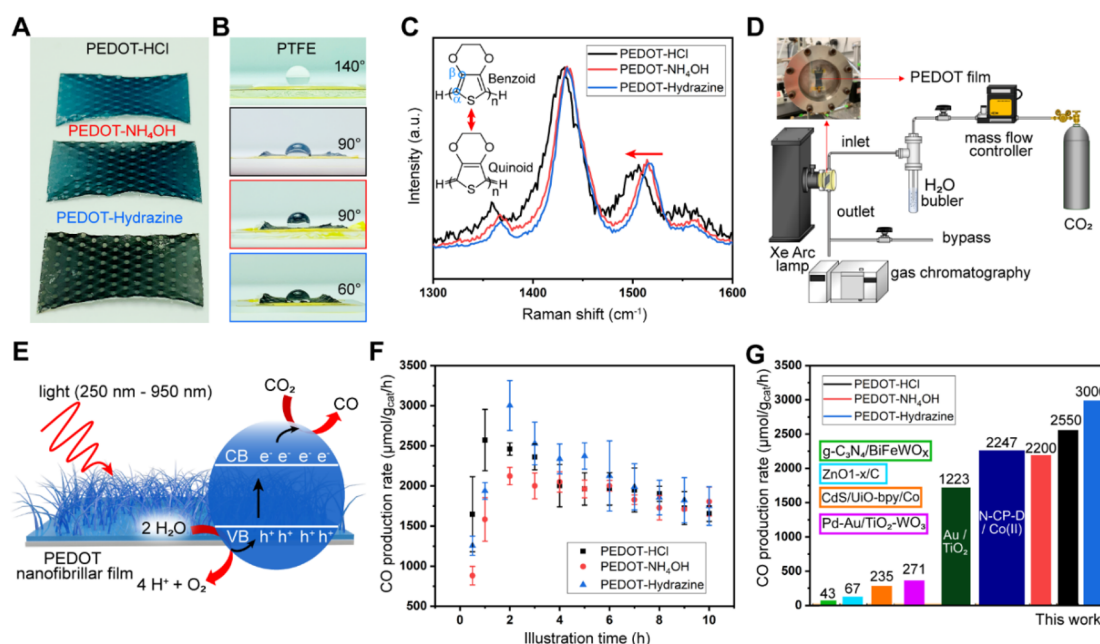 A
PEDOT-HCl
PEDOT-NH₄OH
PEDOT-Hydrazine
B
PTFE
140°
90°
90°
60°
C
PEDOT-HCl
PEDOT-NH₄OH
PEDOT-Hydrazine
β
α
H
S
n
H
O
O
Benzoid
Quinoid
H
S
n
H
O
O
Intensity (a.u.)
1300
1400
1500
1600
Raman shift (cm⁻¹)
D
PEDOT film
mass flow
controller
inlet
H₂O
bubler
CO₂
outlet
bypass
Xe Arc
lamp
gas chromatography
E
light (250 nm - 950 nm)
CO₂
CO
CB e⁻ e⁻ e⁻ e⁻
2 H₂O
VB h⁺ h⁺ h⁺ h⁺
PEDOT
nanofibrillar film
4 H⁺ + O₂
F
CO production rate (μmol/g_cat/h)
3500
3000
2500
2000
1500
1000
500
PEDOT-HCl
PEDOT-NH₄OH
PEDOT-Hydrazine
0
2
4
6
8
10
Illustration time (h)
G
CO production rate (μmol/g_cat/h)
3500
3000
2500
2000
1500
1000
500
0
PEDOT-HCl
PEDOT-NH₄OH
PEDOT-Hydrazine
g-C₃N₄/BiFeWOₓ
ZnO1-x/C
CdS/UiO-bpy/Co
Pd-Au/TiO₂-WO₃
43
67
235
271
1223
Au /
TiO₂
2247
N-CP-D
/ Co(II)
2200
2550
3000
This work